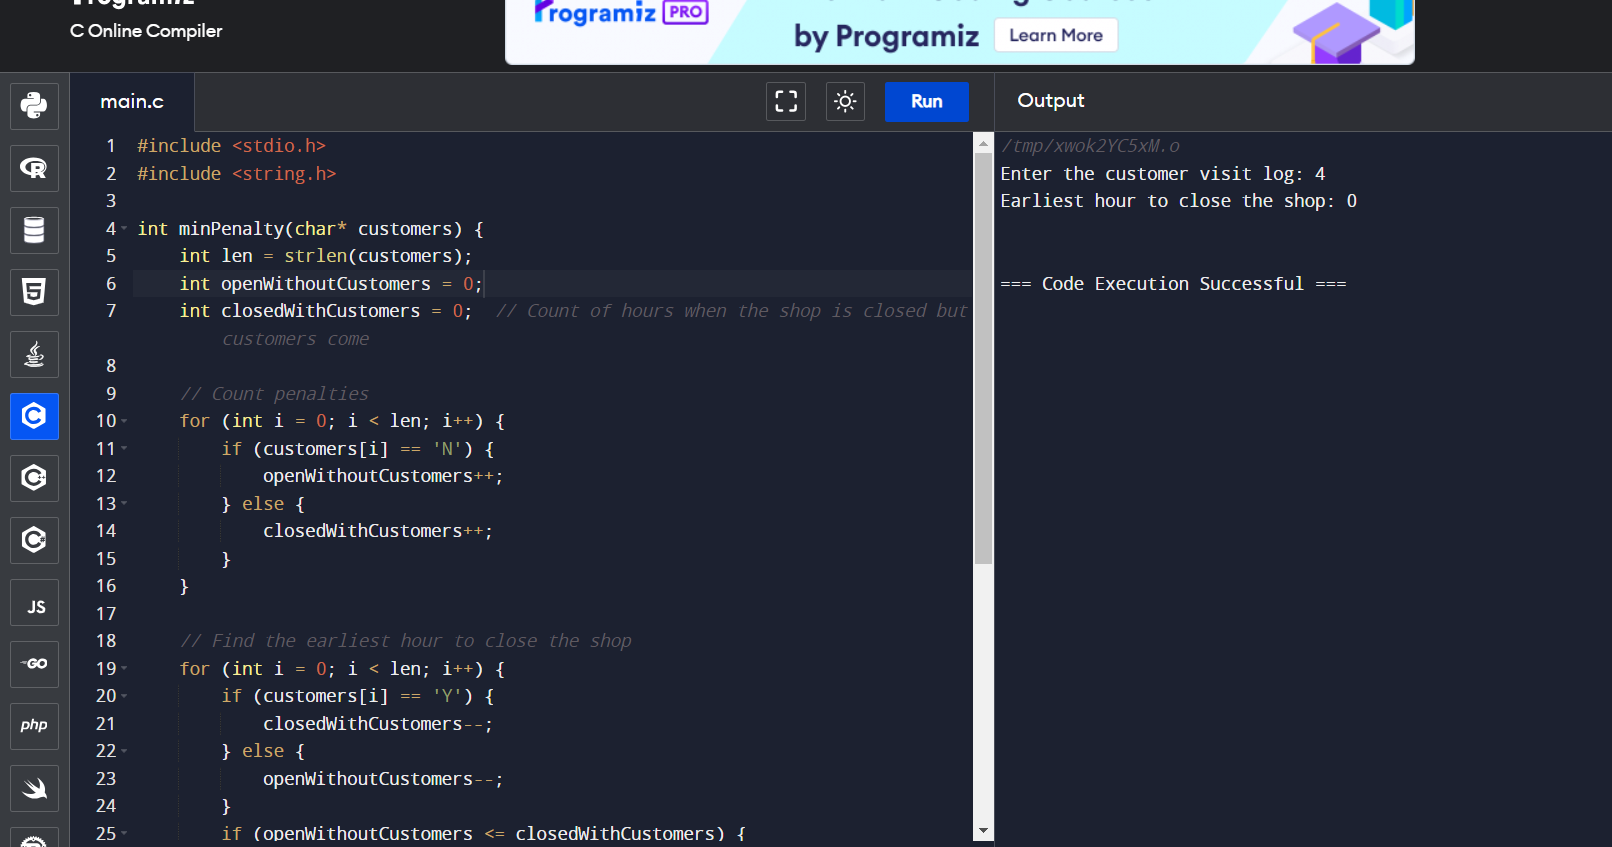 C Online Compiler
Programiz PRO
by Programiz
Learn More
main.c
Run
Output
1 #include <stdio.h>
2 #include <string.h>
3
4 int minPenalty(char* customers) {
5 int len = strlen(customers);
6 int openWithoutCustomers = 0;
7 int closedWithCustomers = 0; // Count of hours when the shop is closed but
customers come
8
9 // Count penalties
10 for (int i = 0; i < len; i++) {
11 if (customers[i] == 'N') {
12 openWithoutCustomers++;
13 } else {
14 closedWithCustomers++;
15 }
16 }
17
18 // Find the earliest hour to close the shop
19 for (int i = 0; i < len; i++) {
20 if (customers[i] == 'Y') {
21 closedWithCustomers--;
22 } else {
23 openWithoutCustomers--;
24 }
25 if (openWithoutCustomers <= closedWithCustomers) {
/tmp/xwok2YC5xM.o
Enter the customer visit log: 4
Earliest hour to close the shop: 0
=== Code Execution Successful ===
R
5
C
C
C
JS
GO
php